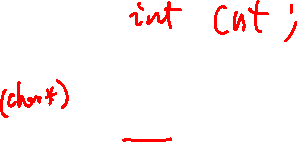 int cnt;
(char*)